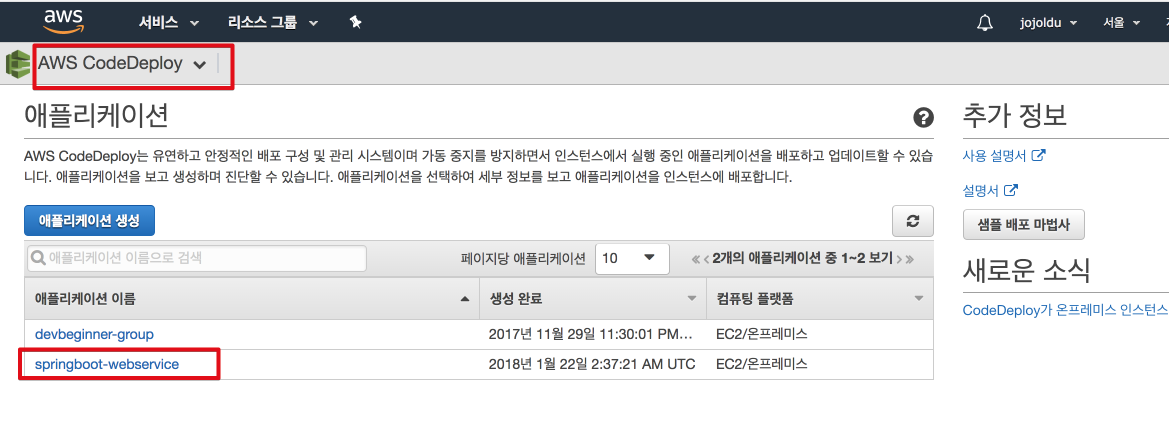 aws 서비스 리소스 그룹 jojoldu 서울
AWS CodeDeploy
애플리케이션
AWS CodeDeploy는 유연하고 안정적인 배포 구성 및 관리 시스템이며 가동 중지를 방지하면서 인스턴스에서 실행 중인 애플리케이션을 배포하고 업데이트할 수 있습
니다. 애플리케이션을 보고 생성하며 진단할 수 있습니다. 애플리케이션을 선택하여 세부 정보를 보고 애플리케이션을 인스턴스에 배포합니다.
애플리케이션 생성
애플리케이션 이름으로 검색 페이지당 애플리케이션 10 « ‹ 2개의 애플리케이션 중 1~2 보기 › »
애플리케이션 이름 생성 완료 컴퓨팅 플랫폼
devbeginner-group 2017년 11월 29일 11:30:01 PM... EC2/온프레미스
springboot-webservice 2018년 1월 22일 2:37:21 AM UTC EC2/온프레미스
추가 정보
사용 설명서
설명서
샘플 배포 마법사
새로운 소식
CodeDeploy가 온프레미스 인스턴스